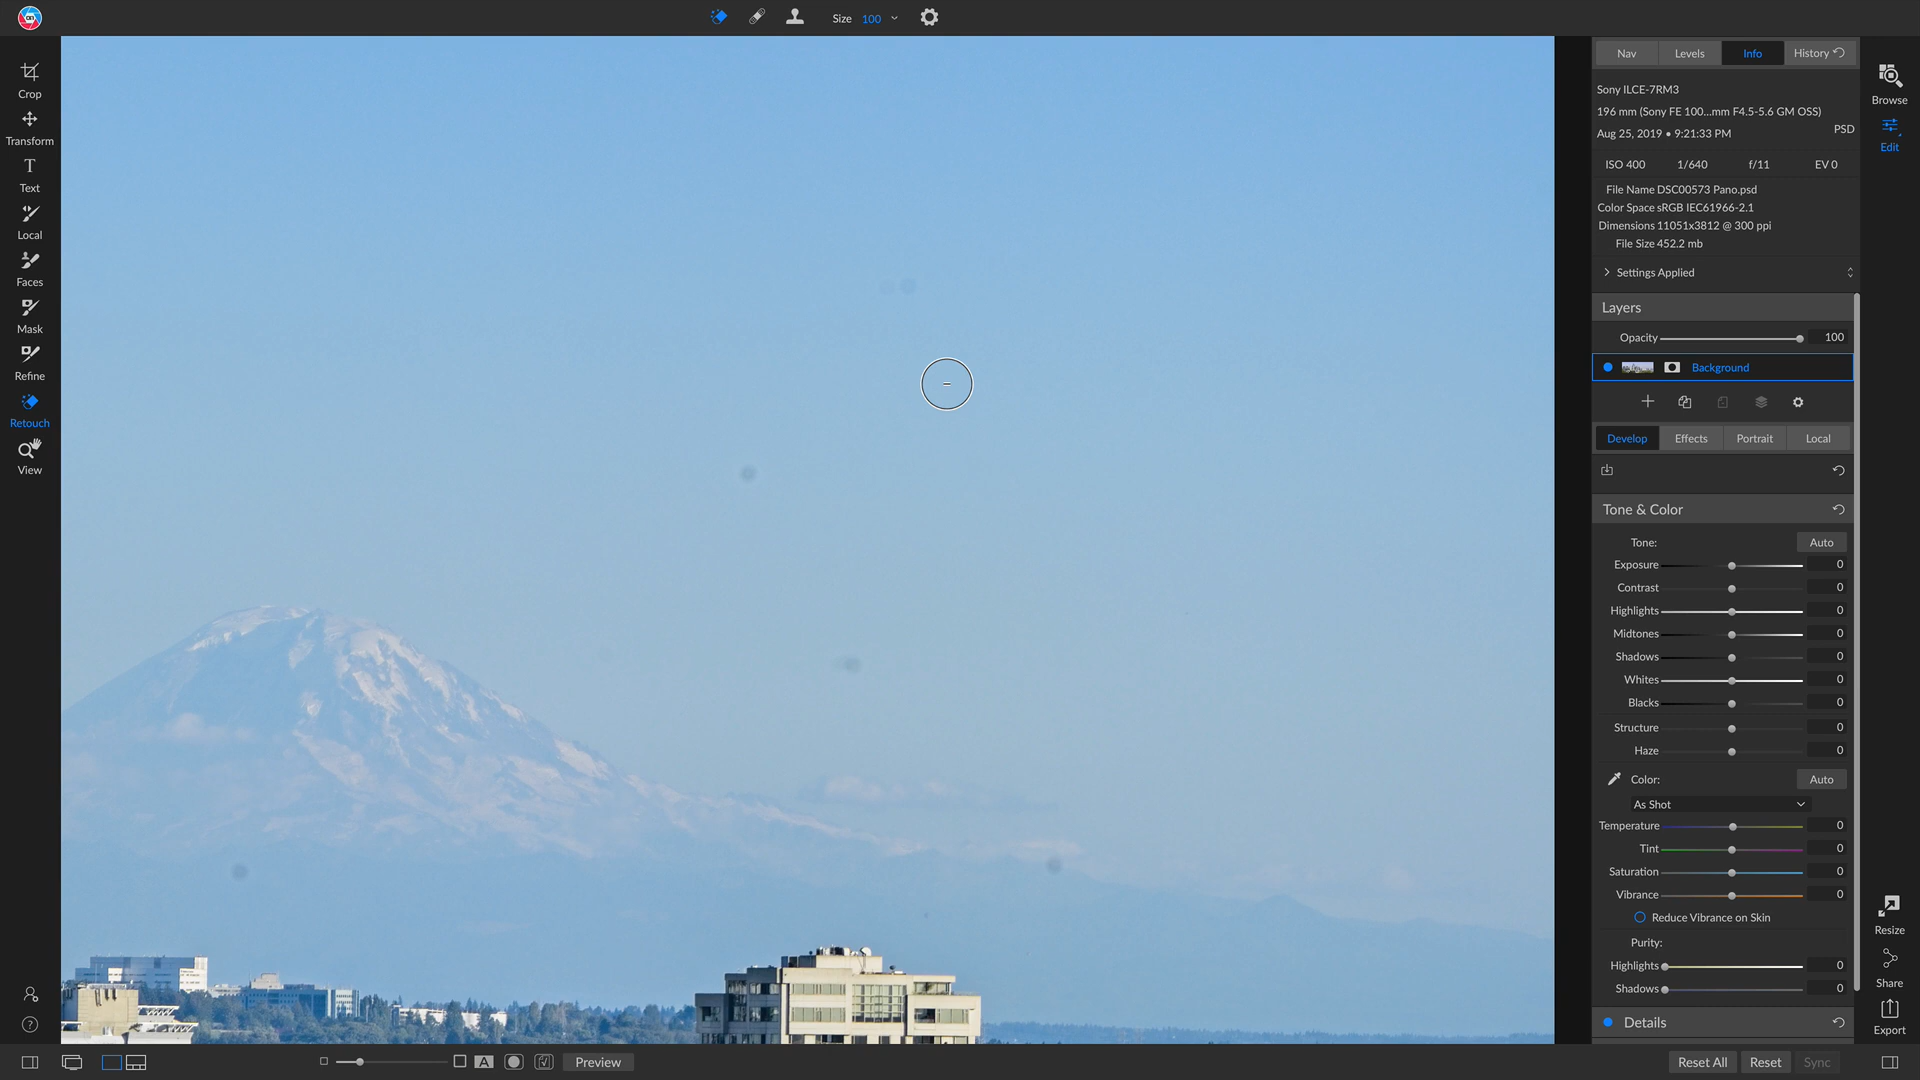 Size 100
Crop
Transform
T
Text
Local
Faces
Mask
Refine
Retouch
View
Nav Levels Info History
Sony ILCE-7RM3
196 mm (Sony FE 100...mm F4.5-5.6 GM OSS)
Aug 25, 2019 • 9:21:33 PM PSD
ISO 400 1/640 f/11 EV 0
File Name DSC00573 Pano.psd
Color Space sRGB IEC61966-2.1
Dimensions 11051x3812 @ 300 ppi
File Size 452.2 mb
Settings Applied
Layers
Opacity 100
Background
Develop Effects Portrait Local
Tone & Color
Tone: Auto
Exposure 0
Contrast 0
Highlights 0
Midtones 0
Shadows 0
Whites 0
Blacks 0
Structure 0
Haze 0
Color: Auto
As Shot
Temperature 0
Tint 0
Saturation 0
Vibrance 0
Reduce Vibrance on Skin
Purity:
Highlights 0
Shadows 0
Details
Browse
Edit
Resize
Share
Export
?
A Preview
Reset All Reset Sync